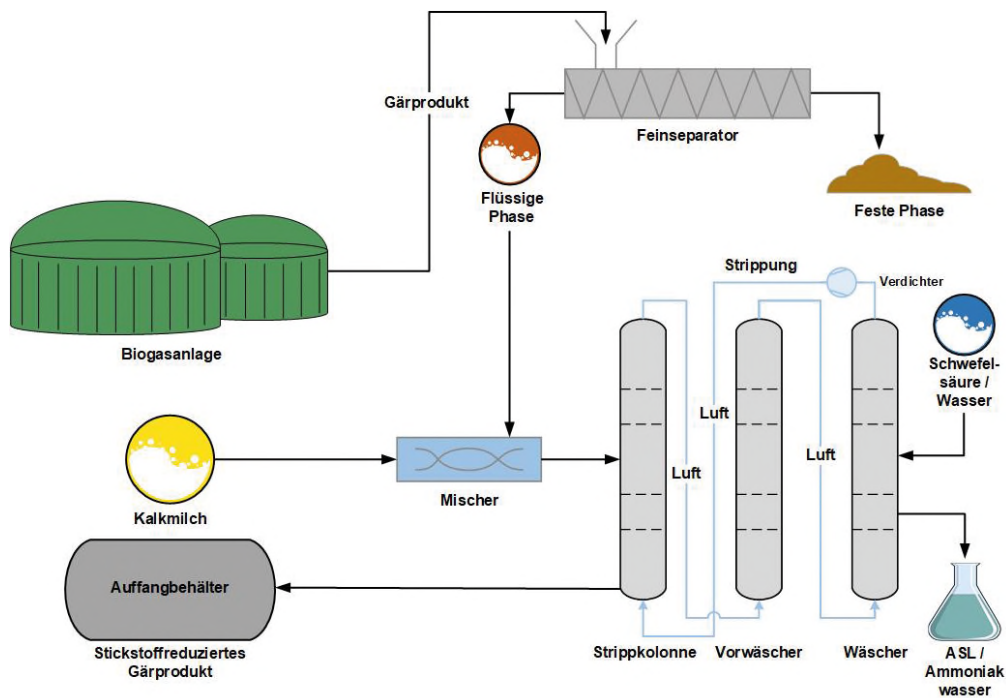 Gärprodukt
Feinseparator
Flüssige
Phase
Feste Phase
Biogasanlage
Strippung
Verdichter
Schwefel-
säure /
Wasser
Luft
Luft
Luft
Kalkmilch
Mischer
Auffangbehälter
Stickstoffreduziertes
Gärprodukt
Strippkolonne
Vorwäscher
Wäscher
ASL /
Ammoniak
wasser